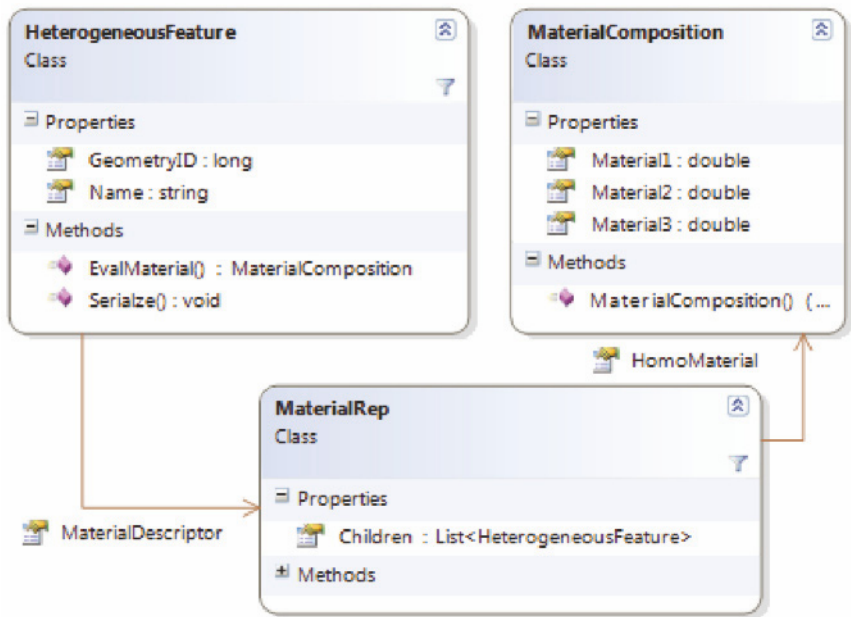 HeterogeneousFeature
Class
Properties
GeometryID : long
Name : string
Methods
EvalMaterial() : MaterialComposition
Serialze() : void
MaterialComposition
Class
Properties
Material1 : double
Material2 : double
Material3 : double
Methods
MaterialComposition() (...
HomoMaterial
MaterialRep
Class
Properties
Children : List<HeterogeneousFeature>
Methods
MaterialDescriptor